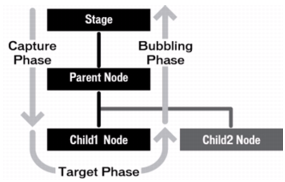 Stage
Capture
Phase
Bubbling
Phase
Parent Node
Child1 Node
Child2 Node
Target Phase